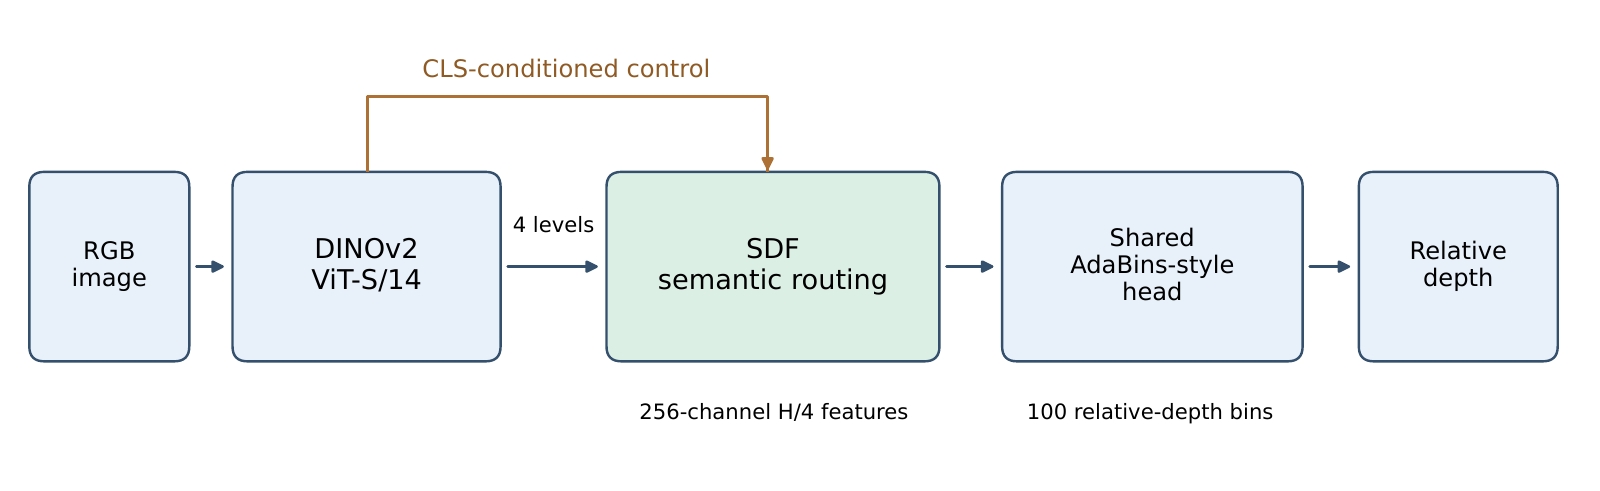 CLS-conditioned control
RGB
image
DINOv2
ViT-S/14
4 levels
SDF
semantic routing
Shared
AdaBins-style
head
Relative
depth
256-channel H/4 features
100 relative-depth bins